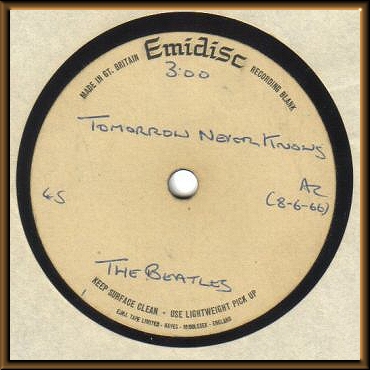 Emidisc
MADE IN GT. BRITAIN
RECORDING BLANK
3:00
TOMORROW NEVER KNOWS
45
(8-6-66)
THE BEATLES
KEEP SURFACE CLEAN • USE LIGHTWEIGHT PICK UP
E.M.I. TAPE LIMITED - HAYES - MIDDLESEX - ENGLAND